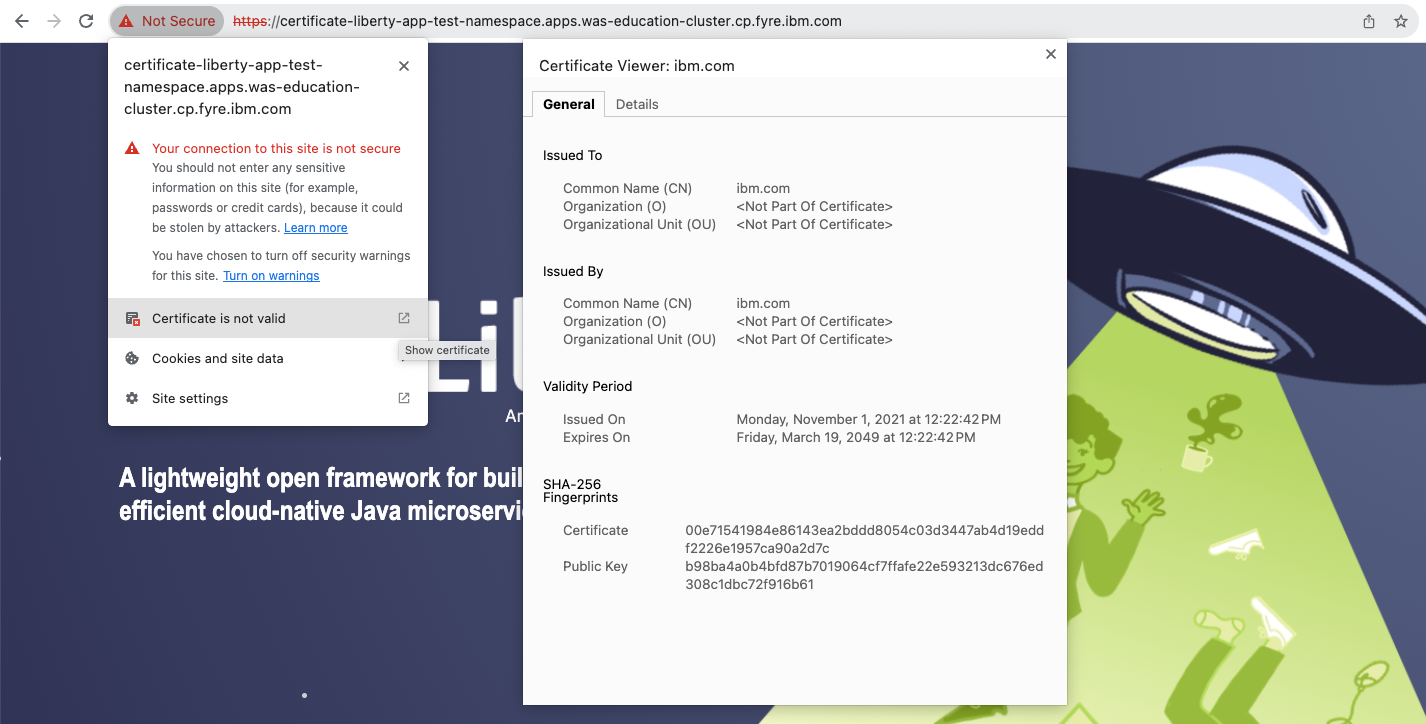 Not Secure https://certificate-liberty-app-test-namespace.apps.was-education-cluster.cp.fyre.ibm.com
certificate-liberty-app-test-
namespace.apps.was-education-
cluster.cp.fyre.ibm.com
Your connection to this site is not secure
You should not enter any sensitive
information on this site (for example,
passwords or credit cards), because it could
be stolen by attackers. Learn more
You have chosen to turn off security warnings
for this site. Turn on warnings
Certificate is not valid
Show certificate
Cookies and site data
Site settings
A lightweight open framework for buil
efficient cloud-native Java microservi
Certificate Viewer: ibm.com
General Details
Issued To
Common Name (CN) ibm.com
Organization (O) <Not Part Of Certificate>
Organizational Unit (OU) <Not Part Of Certificate>
Issued By
Common Name (CN) ibm.com
Organization (O) <Not Part Of Certificate>
Organizational Unit (OU) <Not Part Of Certificate>
Validity Period
Issued On Monday, November 1, 2021 at 12:22:42 PM
Expires On Friday, March 19, 2049 at 12:22:42 PM
SHA-256
Fingerprints
Certificate 00e71541984e86143ea2bddd8054c03d3447ab4d19edd
f2226e1957ca90a2d7c
Public Key b98ba4a0b4bfd87b7019064cf7ffafe22e593213dc676ed
308c1dbc72f916b61